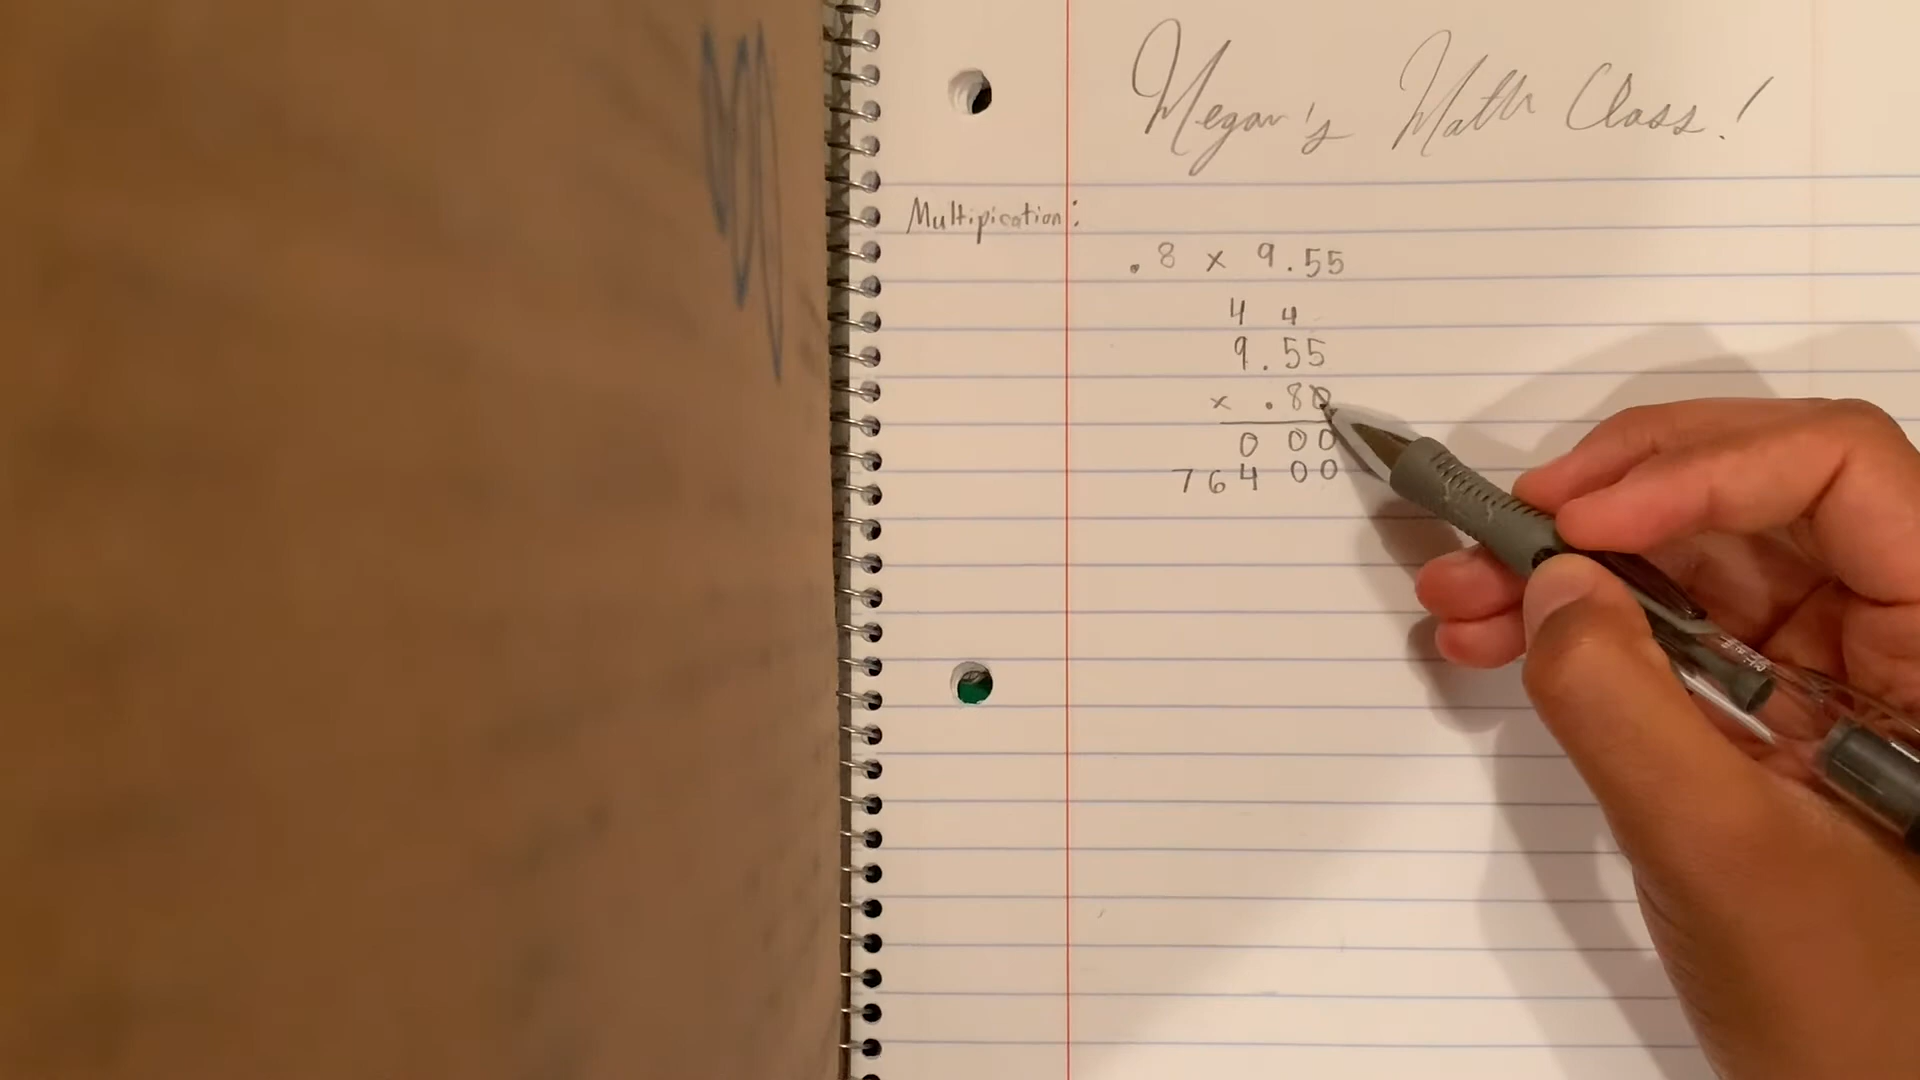 Megan's Math Class!
Multipication:
.8 x 9.55
4 4
9.55
x .80
0 00
764 00